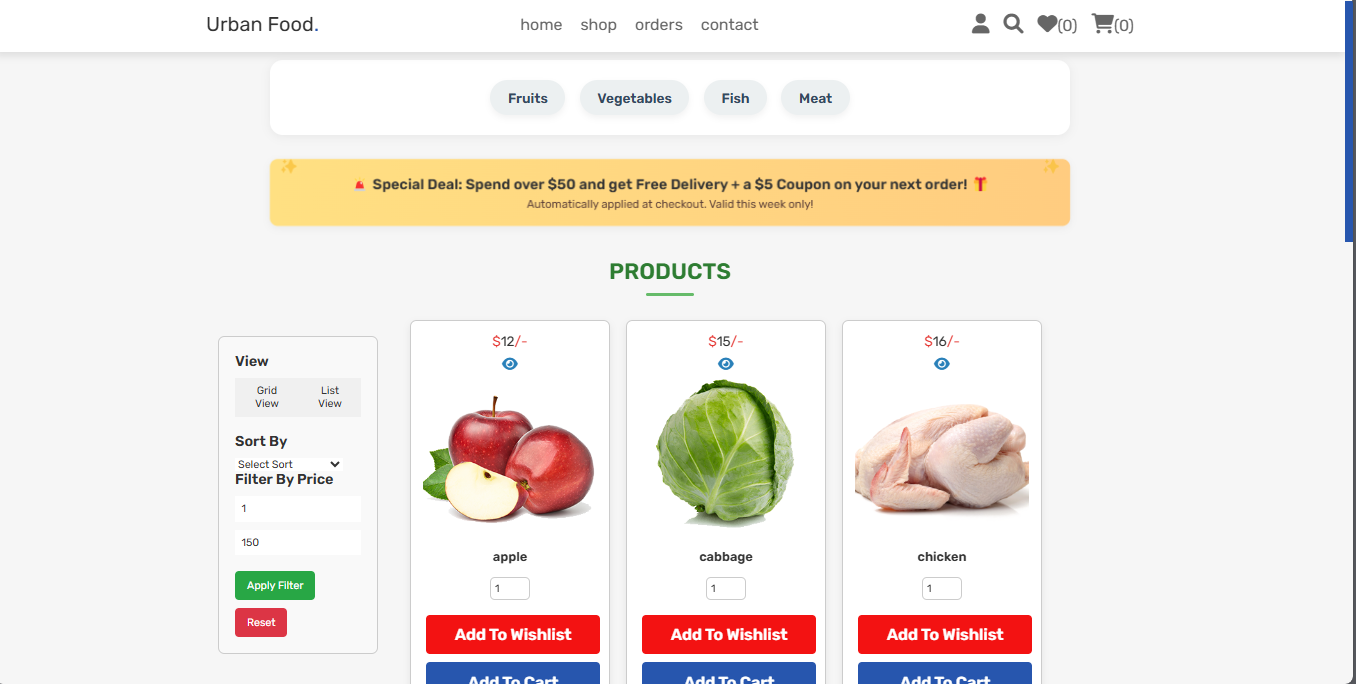 Urban Food. home shop orders contact (0) (0)
Fruits Vegetables Fish Meat
Special Deal: Spend over $50 and get Free Delivery + a $5 Coupon on your next order!
Automatically applied at checkout. Valid this week only!
PRODUCTS
View
Grid View List View
Sort By
Select Sort
Filter By Price
1
150
Apply Filter
Reset
$12/- $15/- $16/-
apple cabbage chicken
1 1 1
Add To Wishlist Add To Wishlist Add To Wishlist
Add To Cart Add To Cart Add To Cart